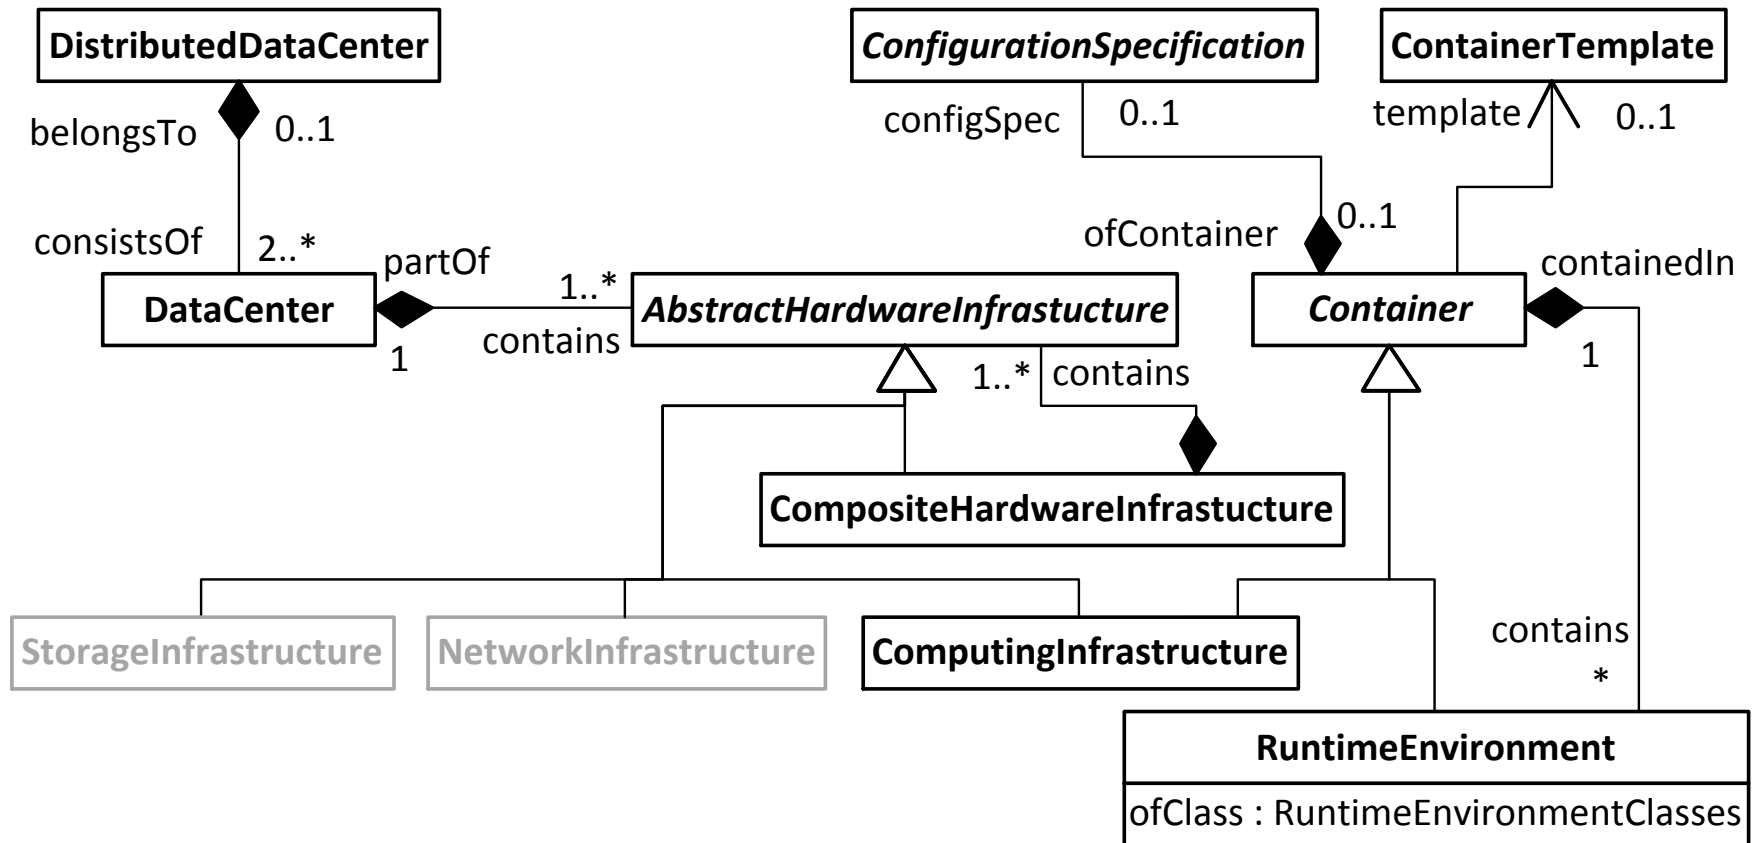 DistributedDataCenter
ConfigurationSpecification
ContainerTemplate
belongsTo
0..1
configSpec
0..1
template
0..1
consistsOf
2..*
partOf
1..*
ofContainer
0..1
containedIn
DataCenter
AbstractHardwareInfrastucture
Container
1
contains
1..*
contains
1
CompositeHardwareInfrastucture
StorageInfrastructure
NetworkInfrastructure
ComputingInfrastructure
contains
*
RuntimeEnvironment
ofClass : RuntimeEnvironmentClasses